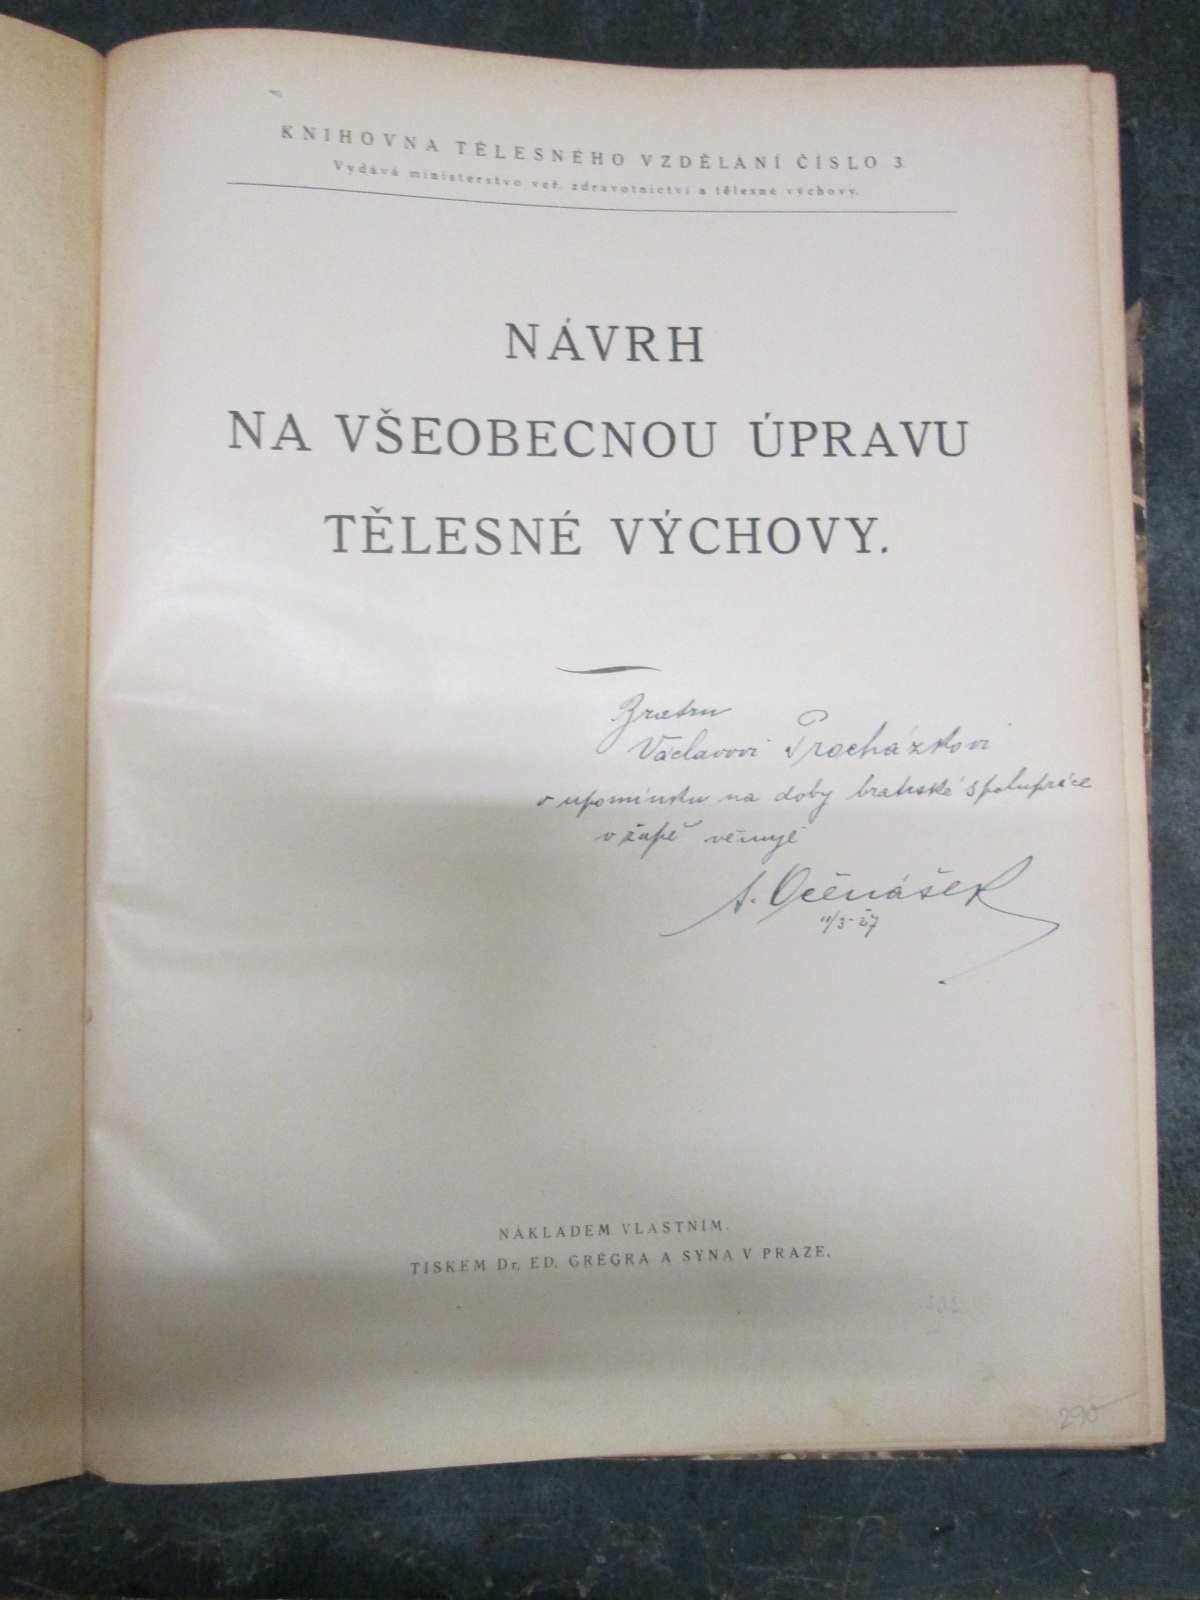 KNIHOVNA TĚLESNÉHO VZDĚLÁNÍ ČÍSLO 3.
Vydává ministerstvo veř. zdravotnictví a tělesné výchovy.
NÁVRH
NA VŠEOBECNOU ÚPRAVU
TĚLESNÉ VÝCHOVY.
Bratru
Václavovi Procházkovi
v upomínku na doby bratrské spolupráce
v župě věnuje
A. Očenášek
11/3-27
NÁKLADEM VLASTNÍM.
TISKEM Dr. ED. GRÉGRA A SYNA V PRAZE.
290